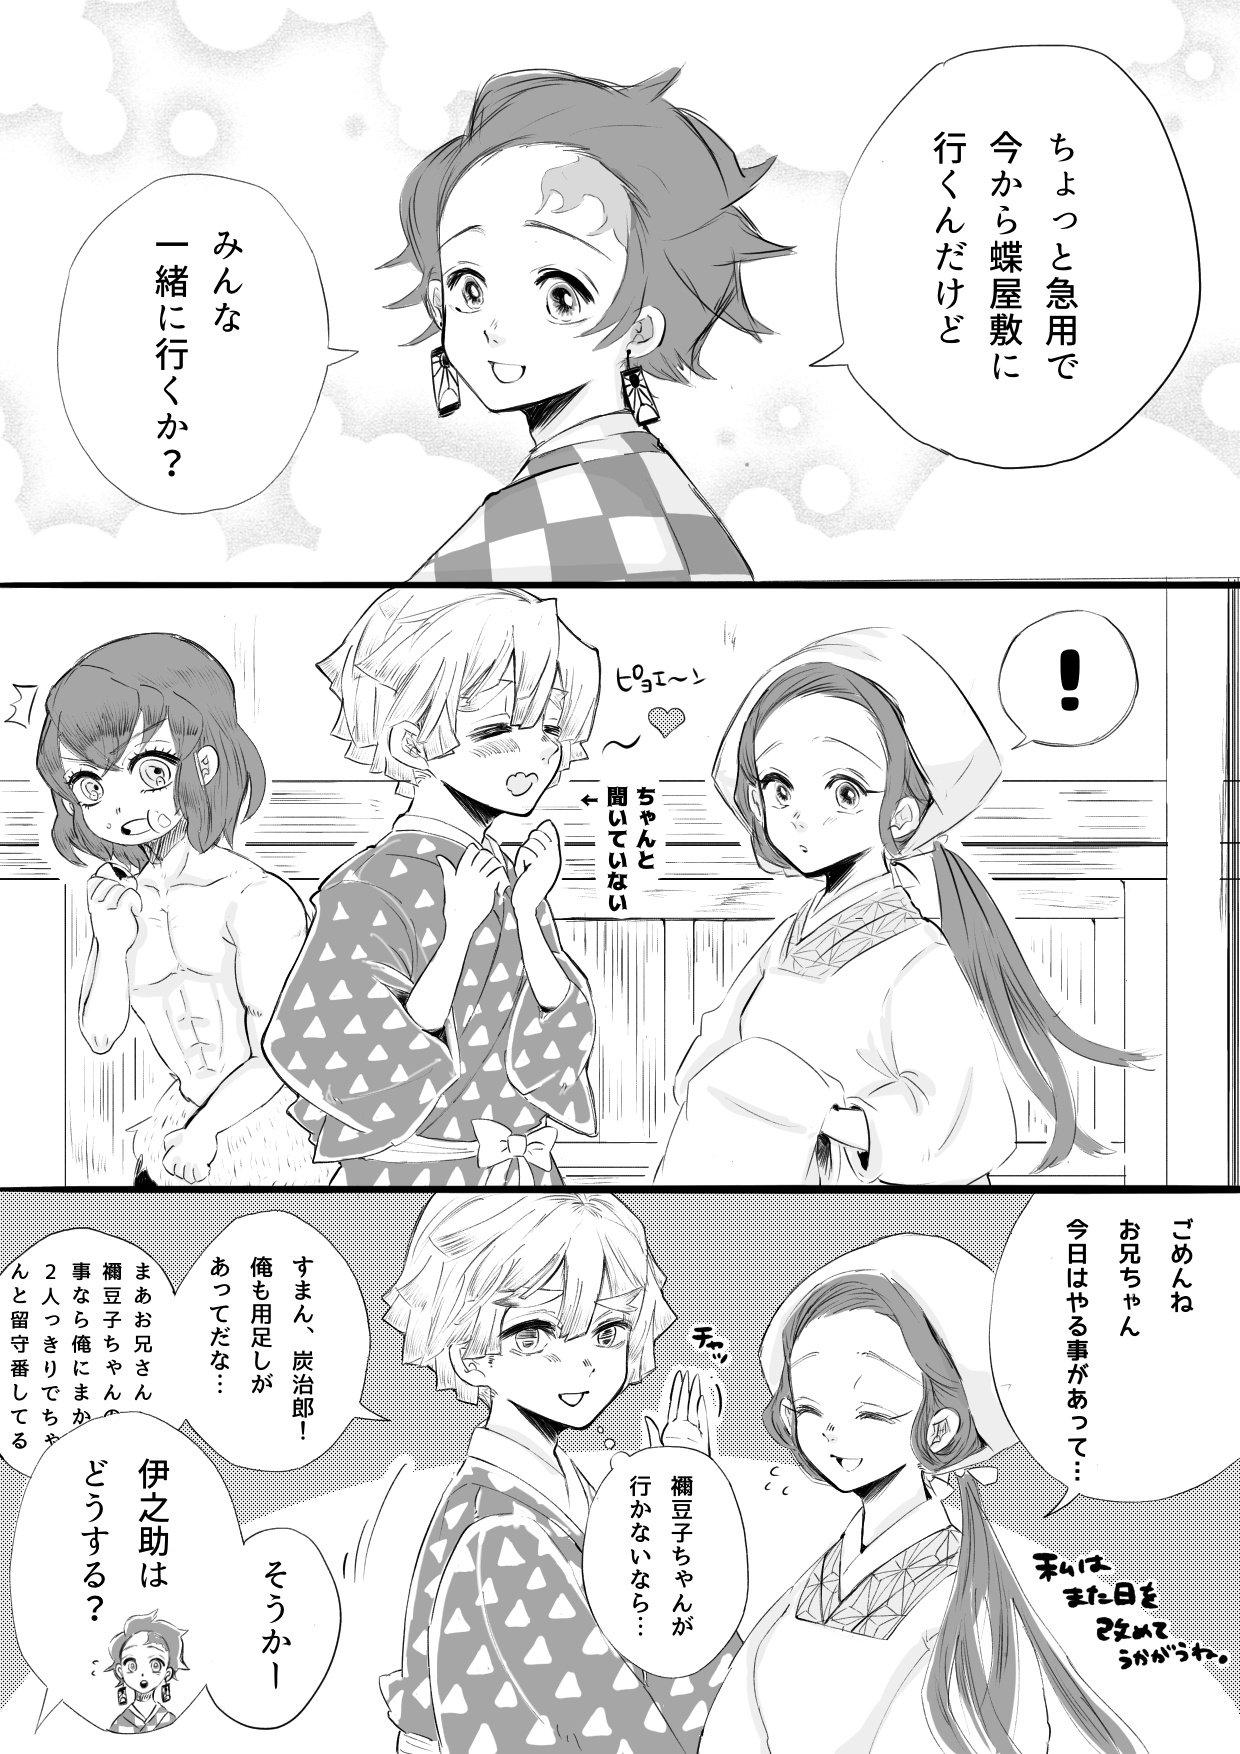 ちょっと急用で
今から蝶屋敷に
行くんだけど
みんな
一緒に行くか?
!
ピョエ〜ン
ちゃんと
聞いていない
←
ごめんね
お兄ちゃん
今日はやる事があって…
私は
また日を
改めて
うかがうね。
チャッ
禰豆子ちゃんが
行かないなら…
すまん、炭治郎!
俺も用足しが
あってだな…
まあお兄さん
禰豆子ちゃんの
事なら俺にまか
2人っきりでちゃ
んと留守番してる
そうかー
伊之助は
どうする?